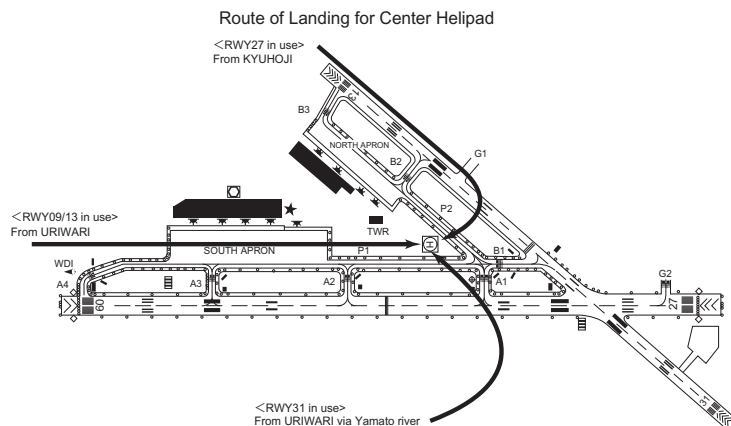 Route of Landing for Center Helipad
<RWY27 in use>
From KYUHOJI
13
B3
NORTH APRON
G1
B2
<RWY09/13 in use>
From URIWARI
P2
TWR
SOUTH APRON
P1
B1
WDI
A4
A3
A2
A1
G2
H
09
27
31
<RWY31 in use>
From URIWARI via Yamato river